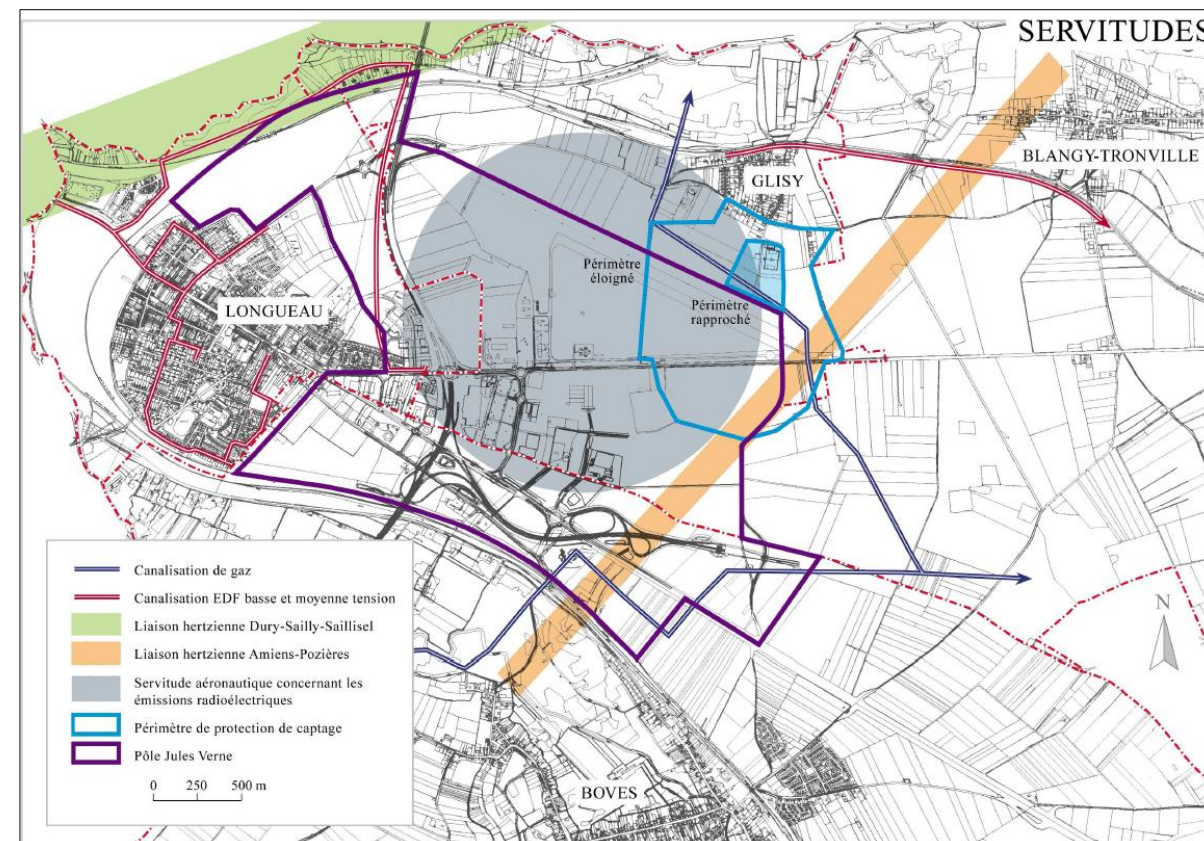 SERVITUDES
BLANGY-TRONVILLE
GLISY
Périmètre
éloigné
Périmètre
rapproché
LONGUEAU
Canalisation de gaz
Canalisation EDF basse et moyenne tension
Liaison hertzienne Dury-Sailly-Saillisel
Liaison hertzienne Amiens-Pozières
Servitude aéronautique concernant les
émissions radioélectriques
Périmètre de protection de captage
Pôle Jules Verne
0 250 500 m
N
BOVES